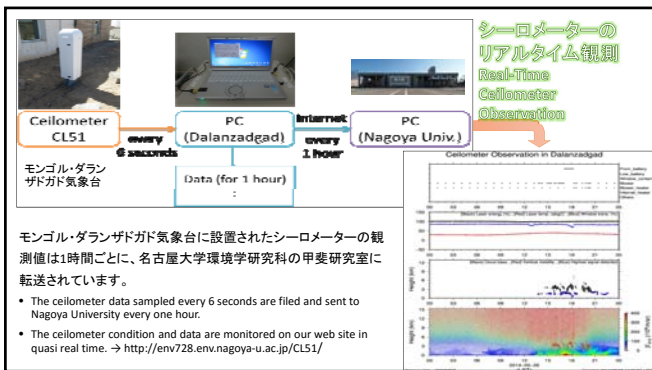 シーロメーターの
リアルタイム観測
Real-Time
Ceilometer
Observation
Ceilometer
CL51
every
6 seconds
PC
(Dalanzadgad)
Internet
every
1 hour
PC
(Nagoya Univ.)
モンゴル・ダラン
ザドガド気象台
Data (for 1 hour)
:
Ceilometer Observation in Dalanzadgad
モンゴル・ダランザドガド気象台に設置されたシーロメーターの観
測値は1時間ごとに、名古屋大学環境学研究科の甲斐研究室に
転送されています。
• The ceilometer data sampled every 6 seconds are filed and sent to
Nagoya University every one hour.
• The ceilometer condition and data are monitored on our web site in
quasi real time. → http://env728.env.nagoya-u.ac.jp/CL51/
Height [km]
Height [km]